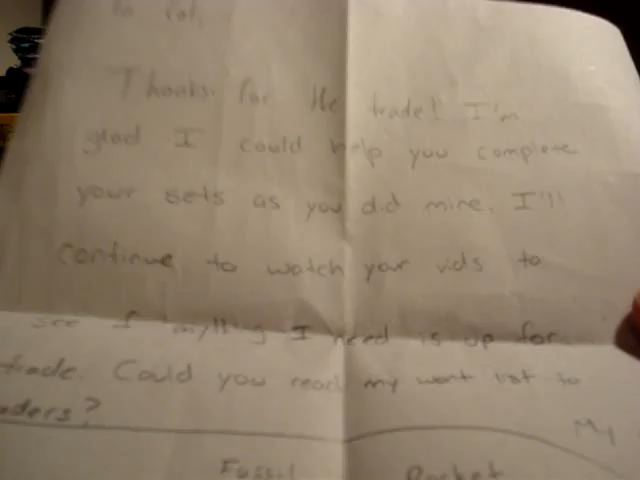 Thanks for the trade! I'm
glad I could help you complete
your sets as you did mine. I'll
continue to watch your vids to
see if anything I need is up for
trade. Could you read my want list to
aders?
My
Fossil Rocket